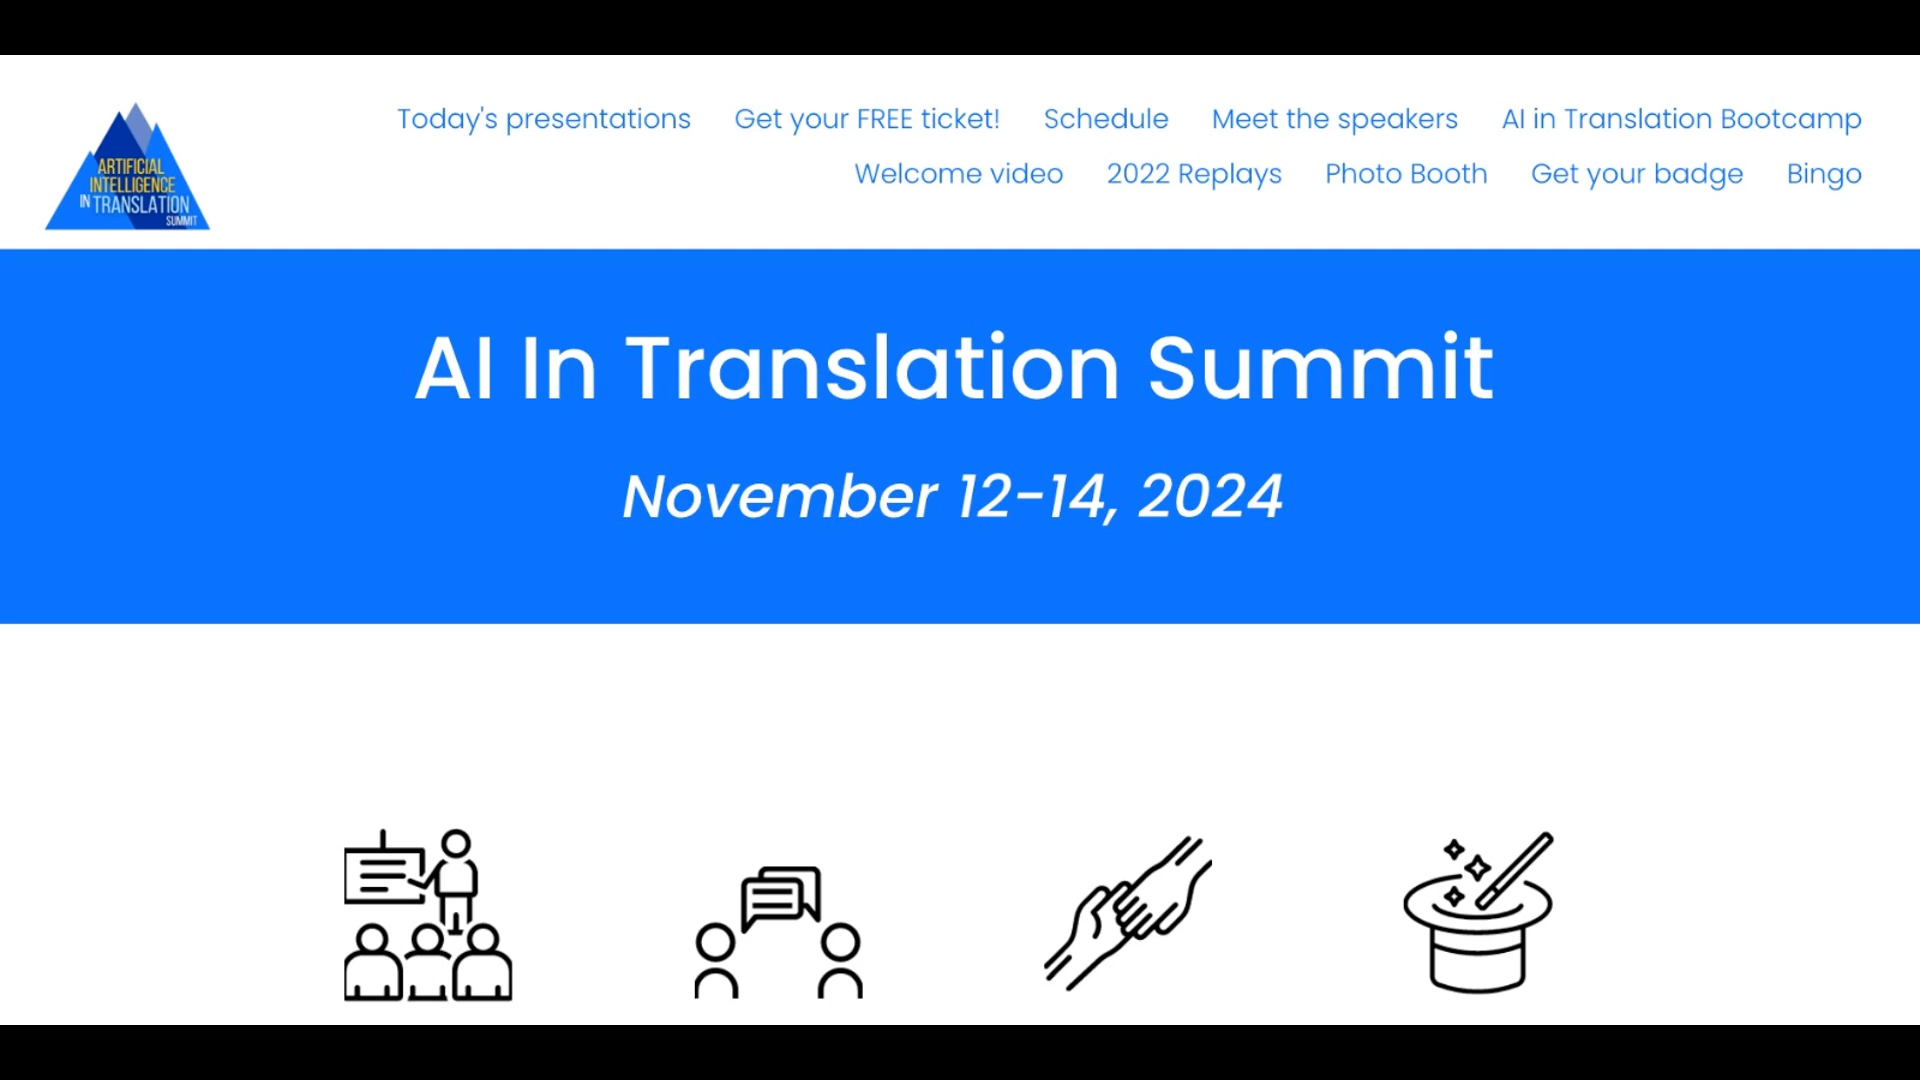 ARTIFICIAL
INTELLIGENCE
IN TRANSLATION
SUMMIT
Today's presentations Get your FREE ticket! Schedule Meet the speakers AI in Translation Bootcamp
Welcome video 2022 Replays Photo Booth Get your badge Bingo
AI In Translation Summit
November 12-14, 2024